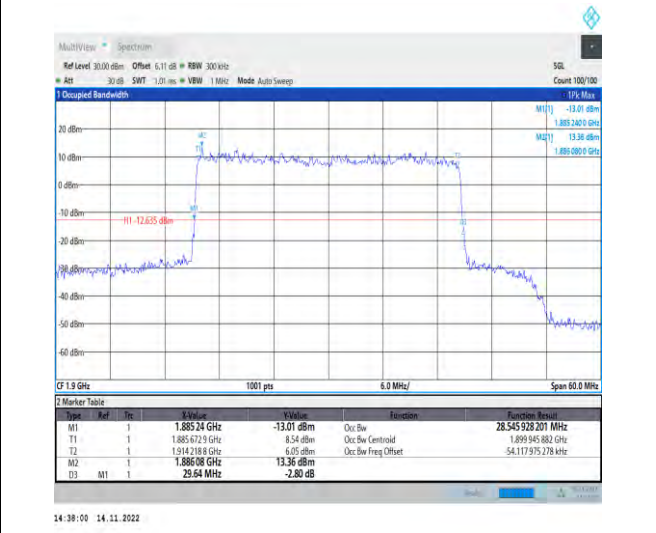 MultiView Spectrum
Ref Level 30.00 dBm Offset 6.11 dB RBW 300 kHz SGL
Att 30 dB SWT 1.01 ms VBW 1 MHz Mode Auto Sweep Count 100/100
1 Occupied Bandwidth 1Pk Max
M1[1] -13.01 dBm
1.885 240 0 GHz
M2[1] 13.36 dBm
1.886 080 0 GHz
20 dBm
M2
T1
10 dBm
0 dBm
M1
-10 dBm
H1 -12.635 dBm
-20 dBm
-30 dBm
-40 dBm
-50 dBm
-60 dBm
CF 1.9 GHz 1001 pts 6.0 MHz/ Span 60.0 MHz
2 Marker Table
Type Ref Trc X-Value Y-Value Function Function Result
M1 1 1.885 24 GHz -13.01 dBm Occ Bw 28.545 928 201 MHz
T1 1 1.885 672 9 GHz 8.54 dBm Occ Bw Centroid 1.899 945 882 GHz
T2 1 1.914 218 8 GHz 6.05 dBm Occ Bw Freq Offset -54.117 975 278 kHz
M2 1 1.886 08 GHz 13.36 dBm
D3 M1 1 29.64 MHz -2.80 dB
14:38:00 14.11.2022